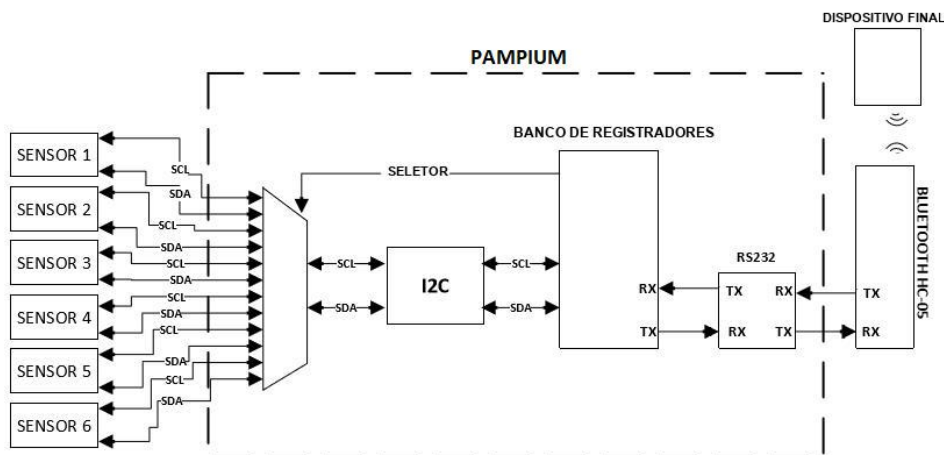 DISPOSITIVO FINAL
PAMPIUM
BANCO DE REGISTRADORES
SENSOR 1
SENSOR 2
SENSOR 3
SENSOR 4
SENSOR 5
SENSOR 6
SCL
SDA
SCL
SDA
SCL
SDA
SCL
SDA
SCL
SDA
SCL
SDA
SELETOR
SCL
SDA
I2C
SCL
SDA
RX
TX
RS232
TX
RX
RX
TX
TX
RX
BLUETOOTH HC-05